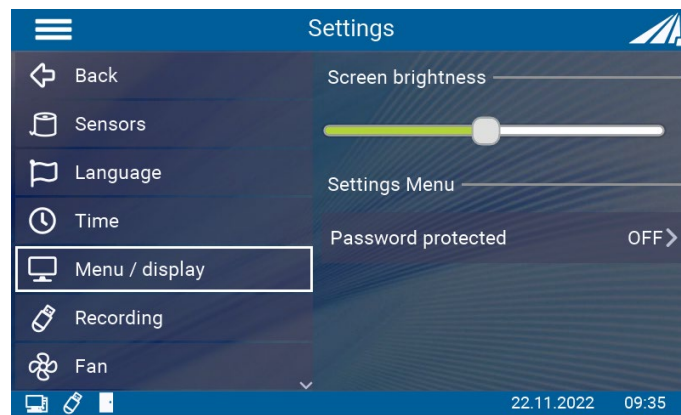 Settings
Back
Sensors
Language
Time
Menu / display
Recording
Fan
Screen brightness
Settings Menu
Password protected OFF
22.11.2022 09:35